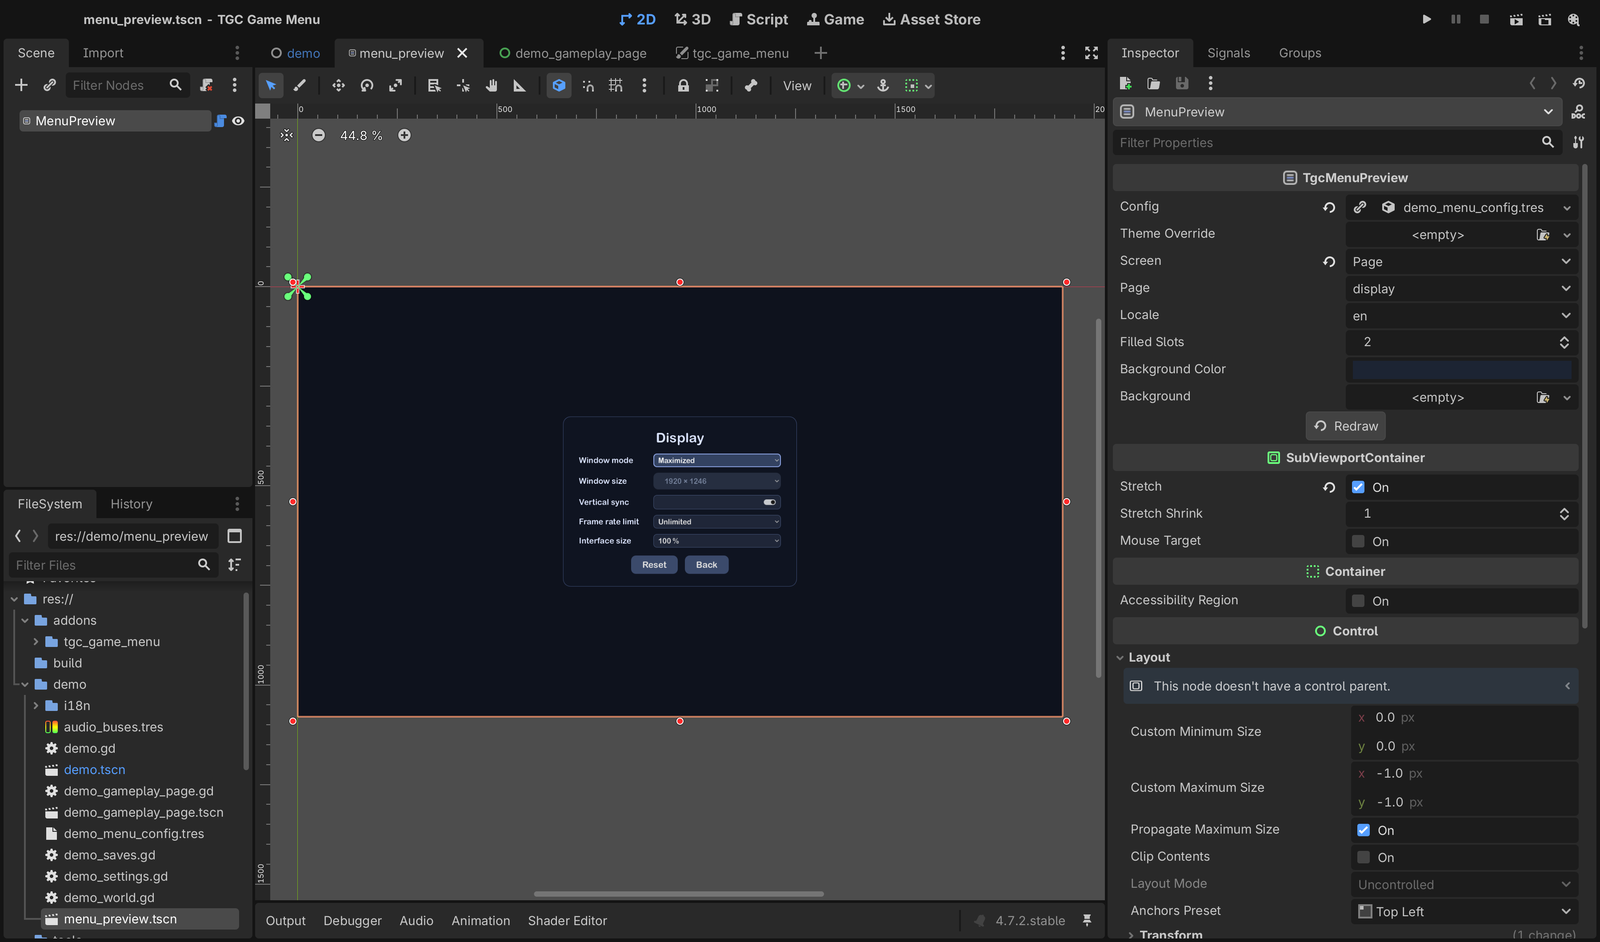 menu_preview.tscn - TGC Game Menu
2D 3D Script Game Asset Store
Scene Import
demo menu_preview demo_gameplay_page tgc_game_menu
Inspector Signals Groups
Filter Nodes
View
MenuPreview
44.8 %
0 500 1000 1500
0
500
1000
1500
MenuPreview
Filter Properties
TgcMenuPreview
Config demo_menu_config.tres
Theme Override <empty>
Screen Page
Page display
Locale en
Filled Slots 2
Background Color
Background <empty>
Redraw
SubViewportContainer
Stretch On
Stretch Shrink 1
Mouse Target On
Container
Accessibility Region On
Control
Layout
This node doesn't have a control parent.
Custom Minimum Size
x 0.0 px
y 0.0 px
Custom Maximum Size
x -1.0 px
y -1.0 px
Propagate Maximum Size On
Clip Contents On
Layout Mode Uncontrolled
Anchors Preset Top Left
Transform (1 change)
Display
Window mode Maximized
Window size 1920 × 1246
Vertical sync
Frame rate limit Unlimited
Interface size 100 %
Reset Back
FileSystem History
res://demo/menu_preview
Filter Files
res://
addons
tgc_game_menu
build
demo
i18n
audio_buses.tres
demo.gd
demo.tscn
demo_gameplay_page.gd
demo_gameplay_page.tscn
demo_menu_config.tres
demo_saves.gd
demo_settings.gd
demo_world.gd
menu_preview.tscn
Output Debugger Audio Animation Shader Editor
4.7.2.stable